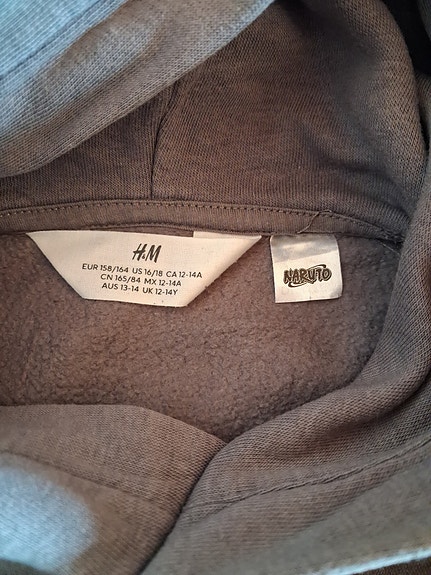 H&M
EUR 158/164 US 16/18 CA 12-14A
CN 165/84 MX 12-14A
AUS 13-14 UK 12-14Y
NARUTO